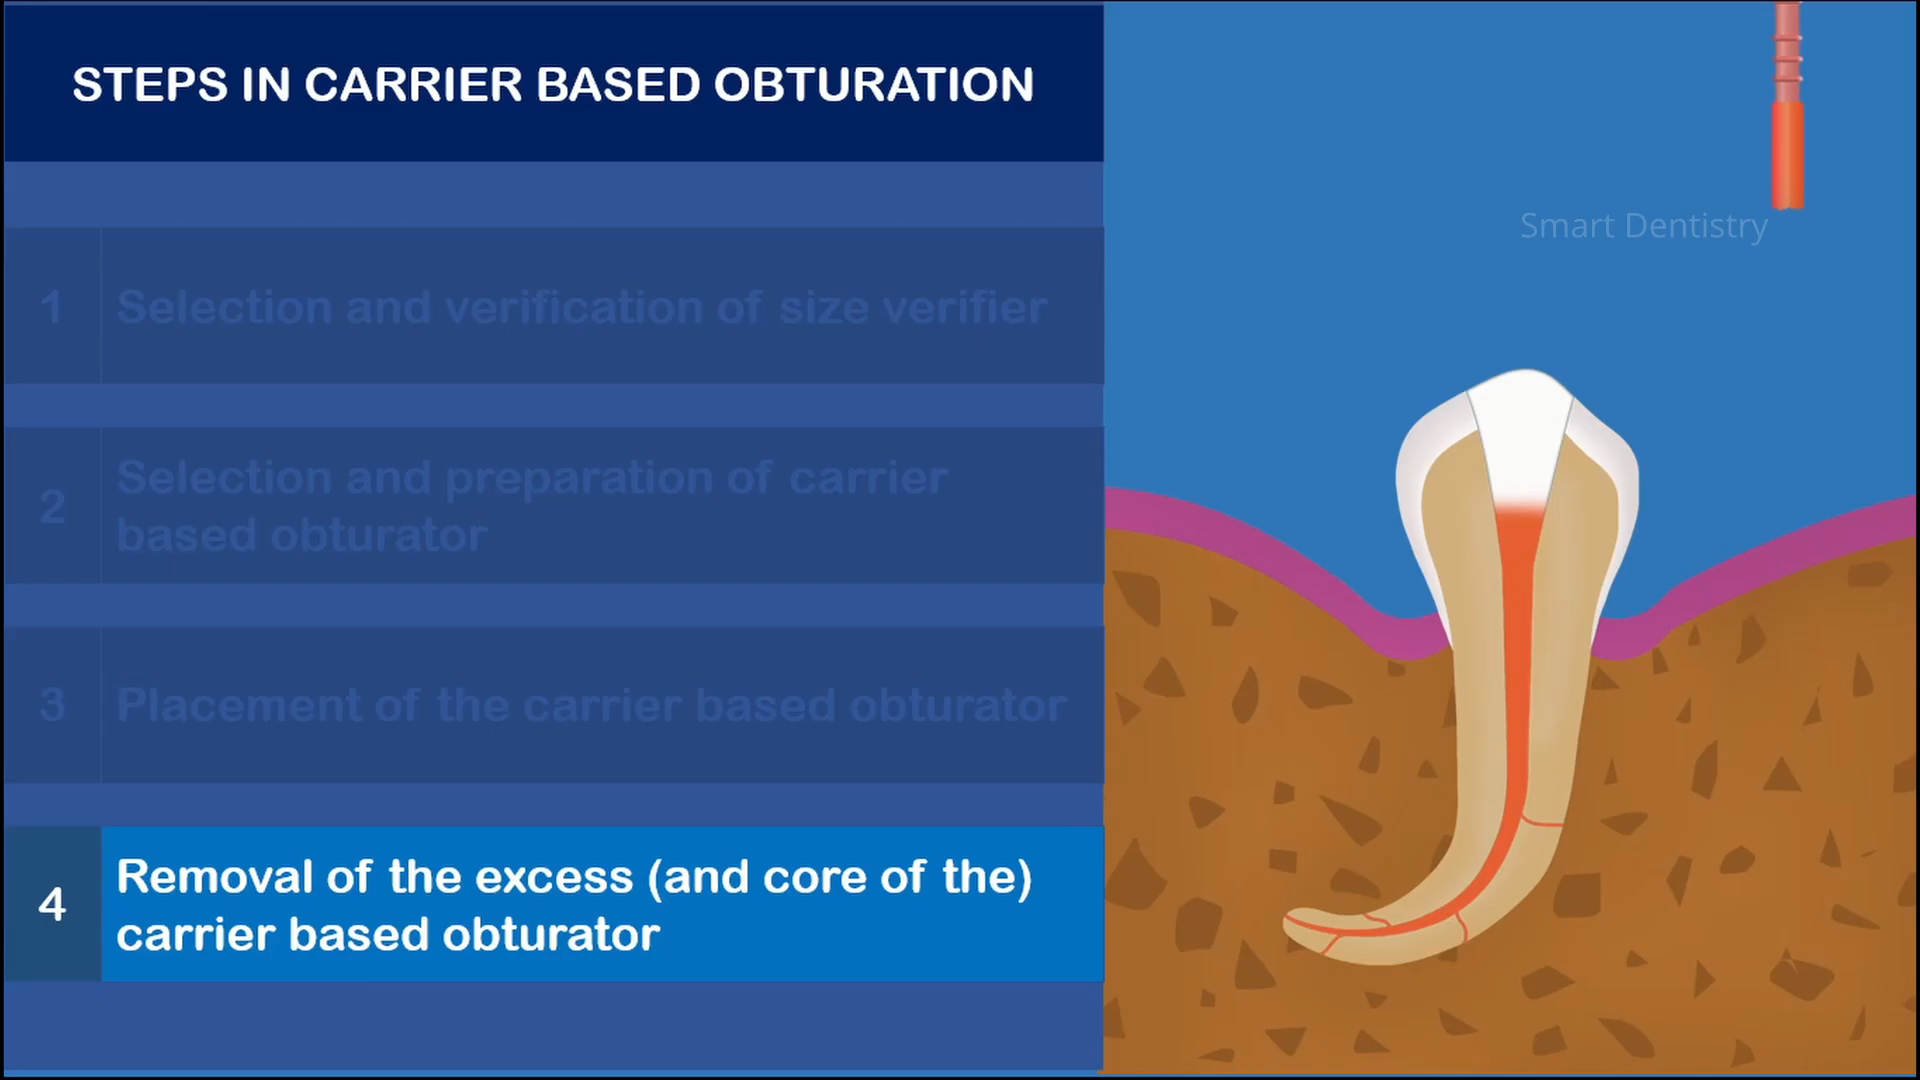 STEPS IN CARRIER BASED OBTURATION
1
Selection and verification of size verifier
2
Selection and preparation of carrier
based obturator
3
Placement of the carrier based obturator
4
Removal of the excess (and core of the)
carrier based obturator
Smart Dentistry